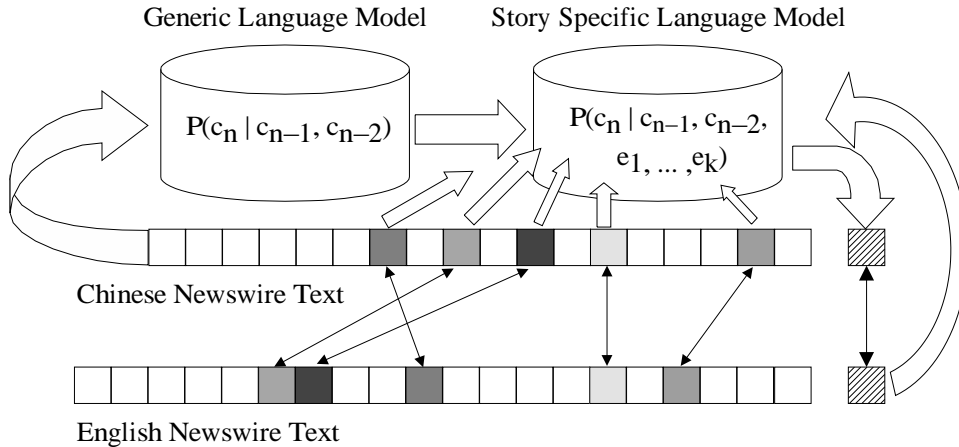 Generic Language Model
Story Specific Language Model
P(cn | cn−1, cn−2)
P(cn | cn−1, cn−2,
e1, ... ,ek)
Chinese Newswire Text
English Newswire Text